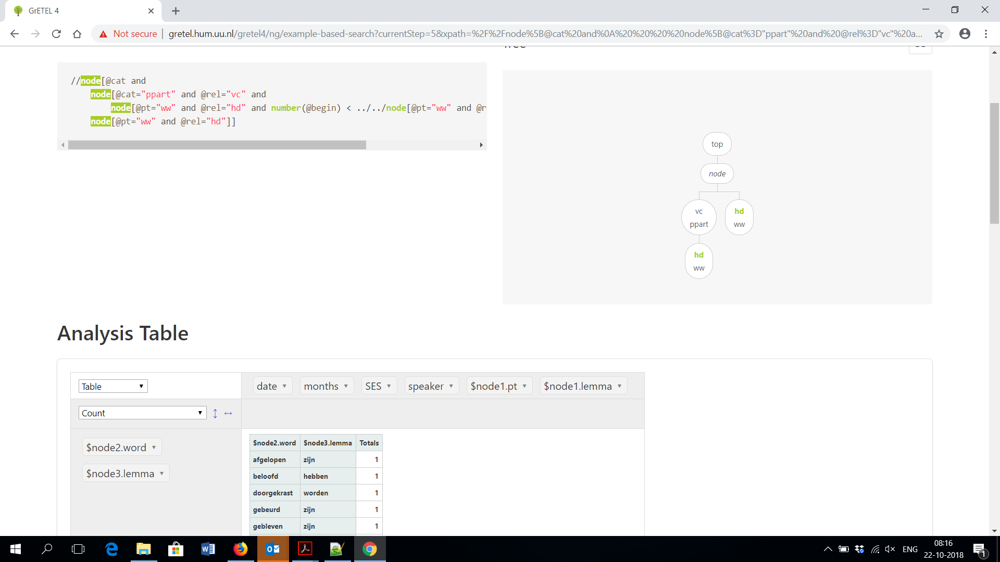 GrETEL 4
Not secure | gretel.hum.uu.nl/gretel4/ng/example-based-search?currentStep=5&xpath=%2F%2Fnode%5B@cat%20and%0A%20%20%20%20node%5B@cat%3D"ppart"%20and%20@rel%3D"vc"%20a...
//node[@cat and
node[@cat="ppart" and @rel="vc" and
node[@pt="ww" and @rel="hd" and number(@begin) < ../../node[@pt="ww" and @r
node[@pt="ww" and @rel="hd"]]
top
node
vc
ppart
hd
ww
hd
ww
Analysis Table
Table
date months SES speaker $node1.pt $node1.lemma
Count
$node2.word
$node3.lemma
$node2.word $node3.lemma Totals
afgelopen zijn 1
beloofd hebben 1
doorgekrast worden 1
gebeurd zijn 1
gebleven zijn 1
ENG
08:16
22-10-2018
1